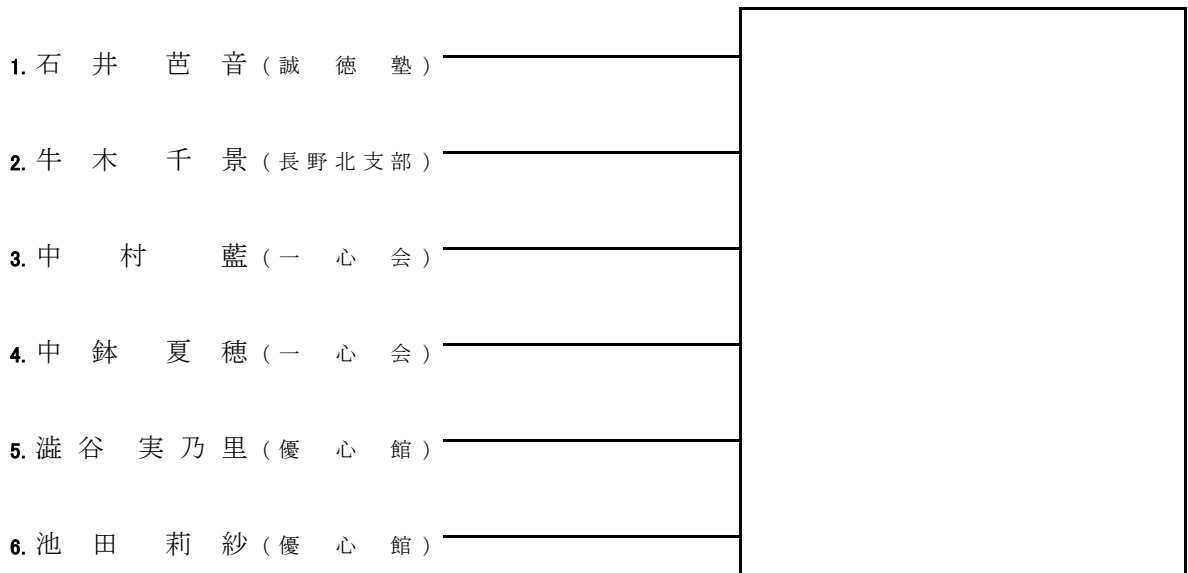 1. 石井 芭音 (誠徳塾)
2. 牛木 千景 (長野北支部)
3. 中村 藍 (一心会)
4. 中鉢 夏穂 (一心会)
5. 澁谷 実乃里 (優心館)
6. 池田 莉紗 (優心館)